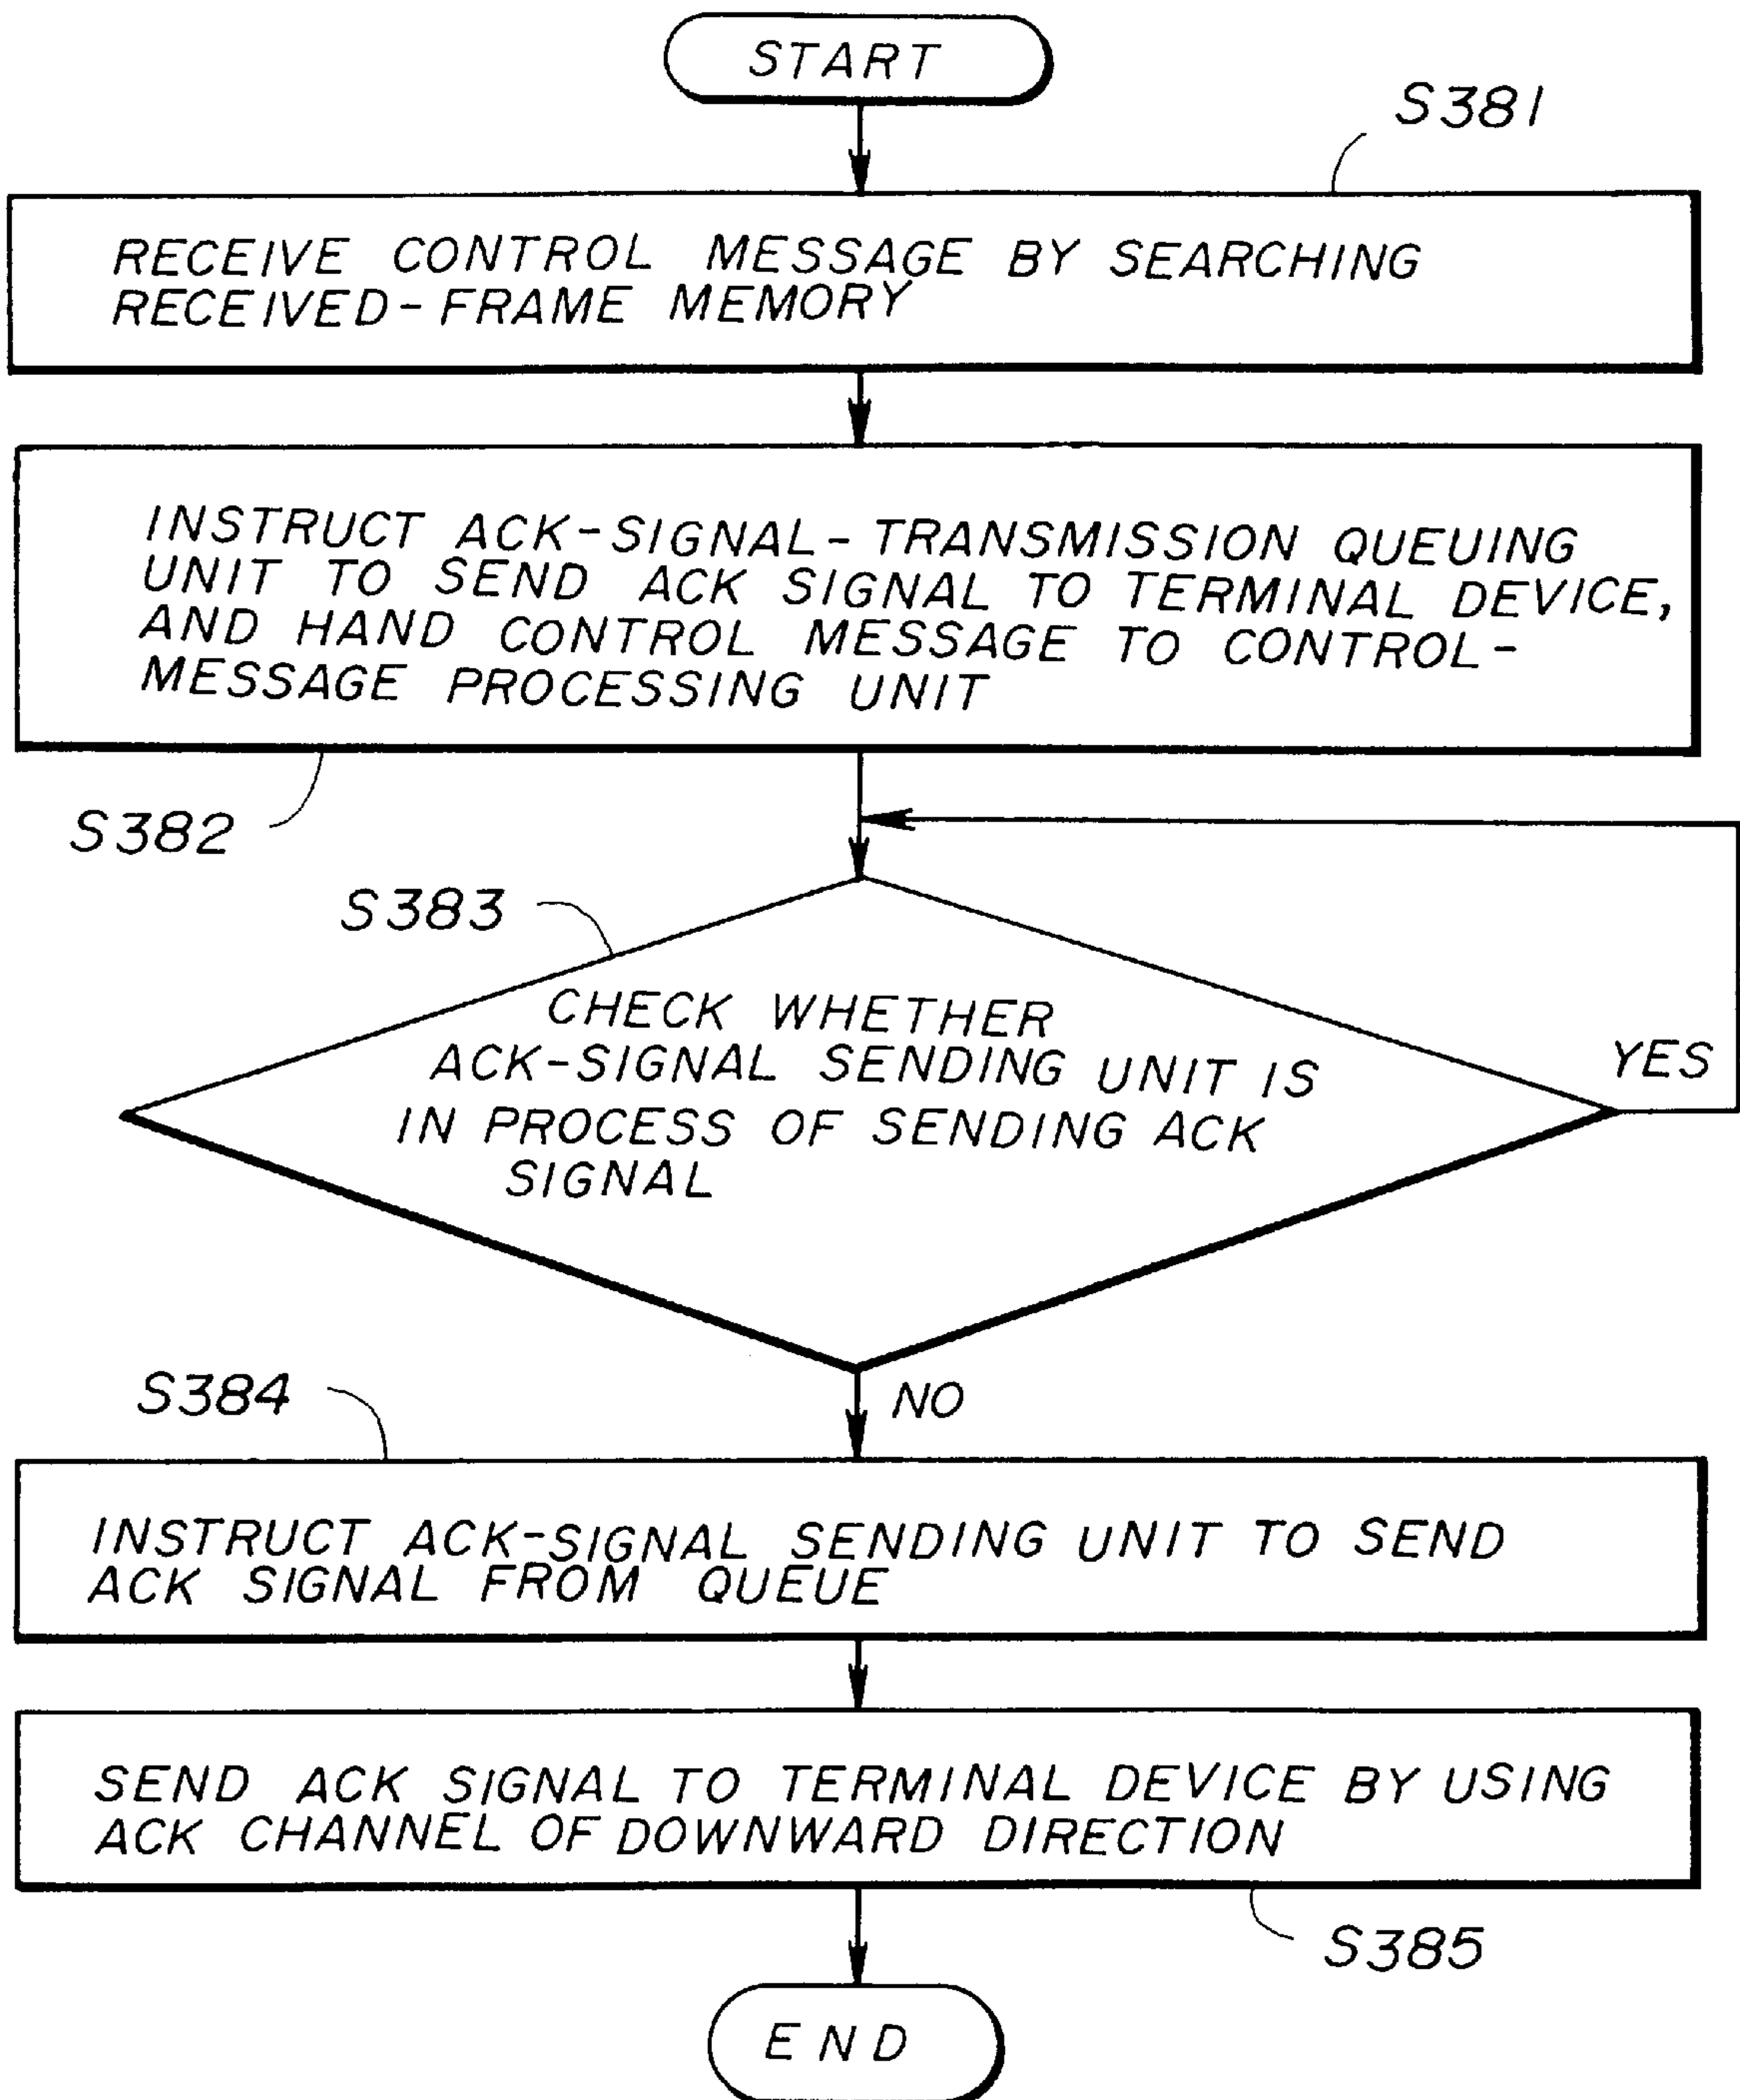 START
S381
RECEIVE CONTROL MESSAGE BY SEARCHING
RECEIVED-FRAME MEMORY
INSTRUCT ACK-SIGNAL-TRANSMISSION QUEUING
UNIT TO SEND ACK SIGNAL TO TERMINAL DEVICE,
AND HAND CONTROL MESSAGE TO CONTROL-
MESSAGE PROCESSING UNIT
S382
S383
CHECK WHETHER
ACK-SIGNAL SENDING UNIT IS
IN PROCESS OF SENDING ACK
SIGNAL
YES
NO
S384
INSTRUCT ACK-SIGNAL SENDING UNIT TO SEND
ACK SIGNAL FROM QUEUE
SEND ACK SIGNAL TO TERMINAL DEVICE BY USING
ACK CHANNEL OF DOWNWARD DIRECTION
S385
END